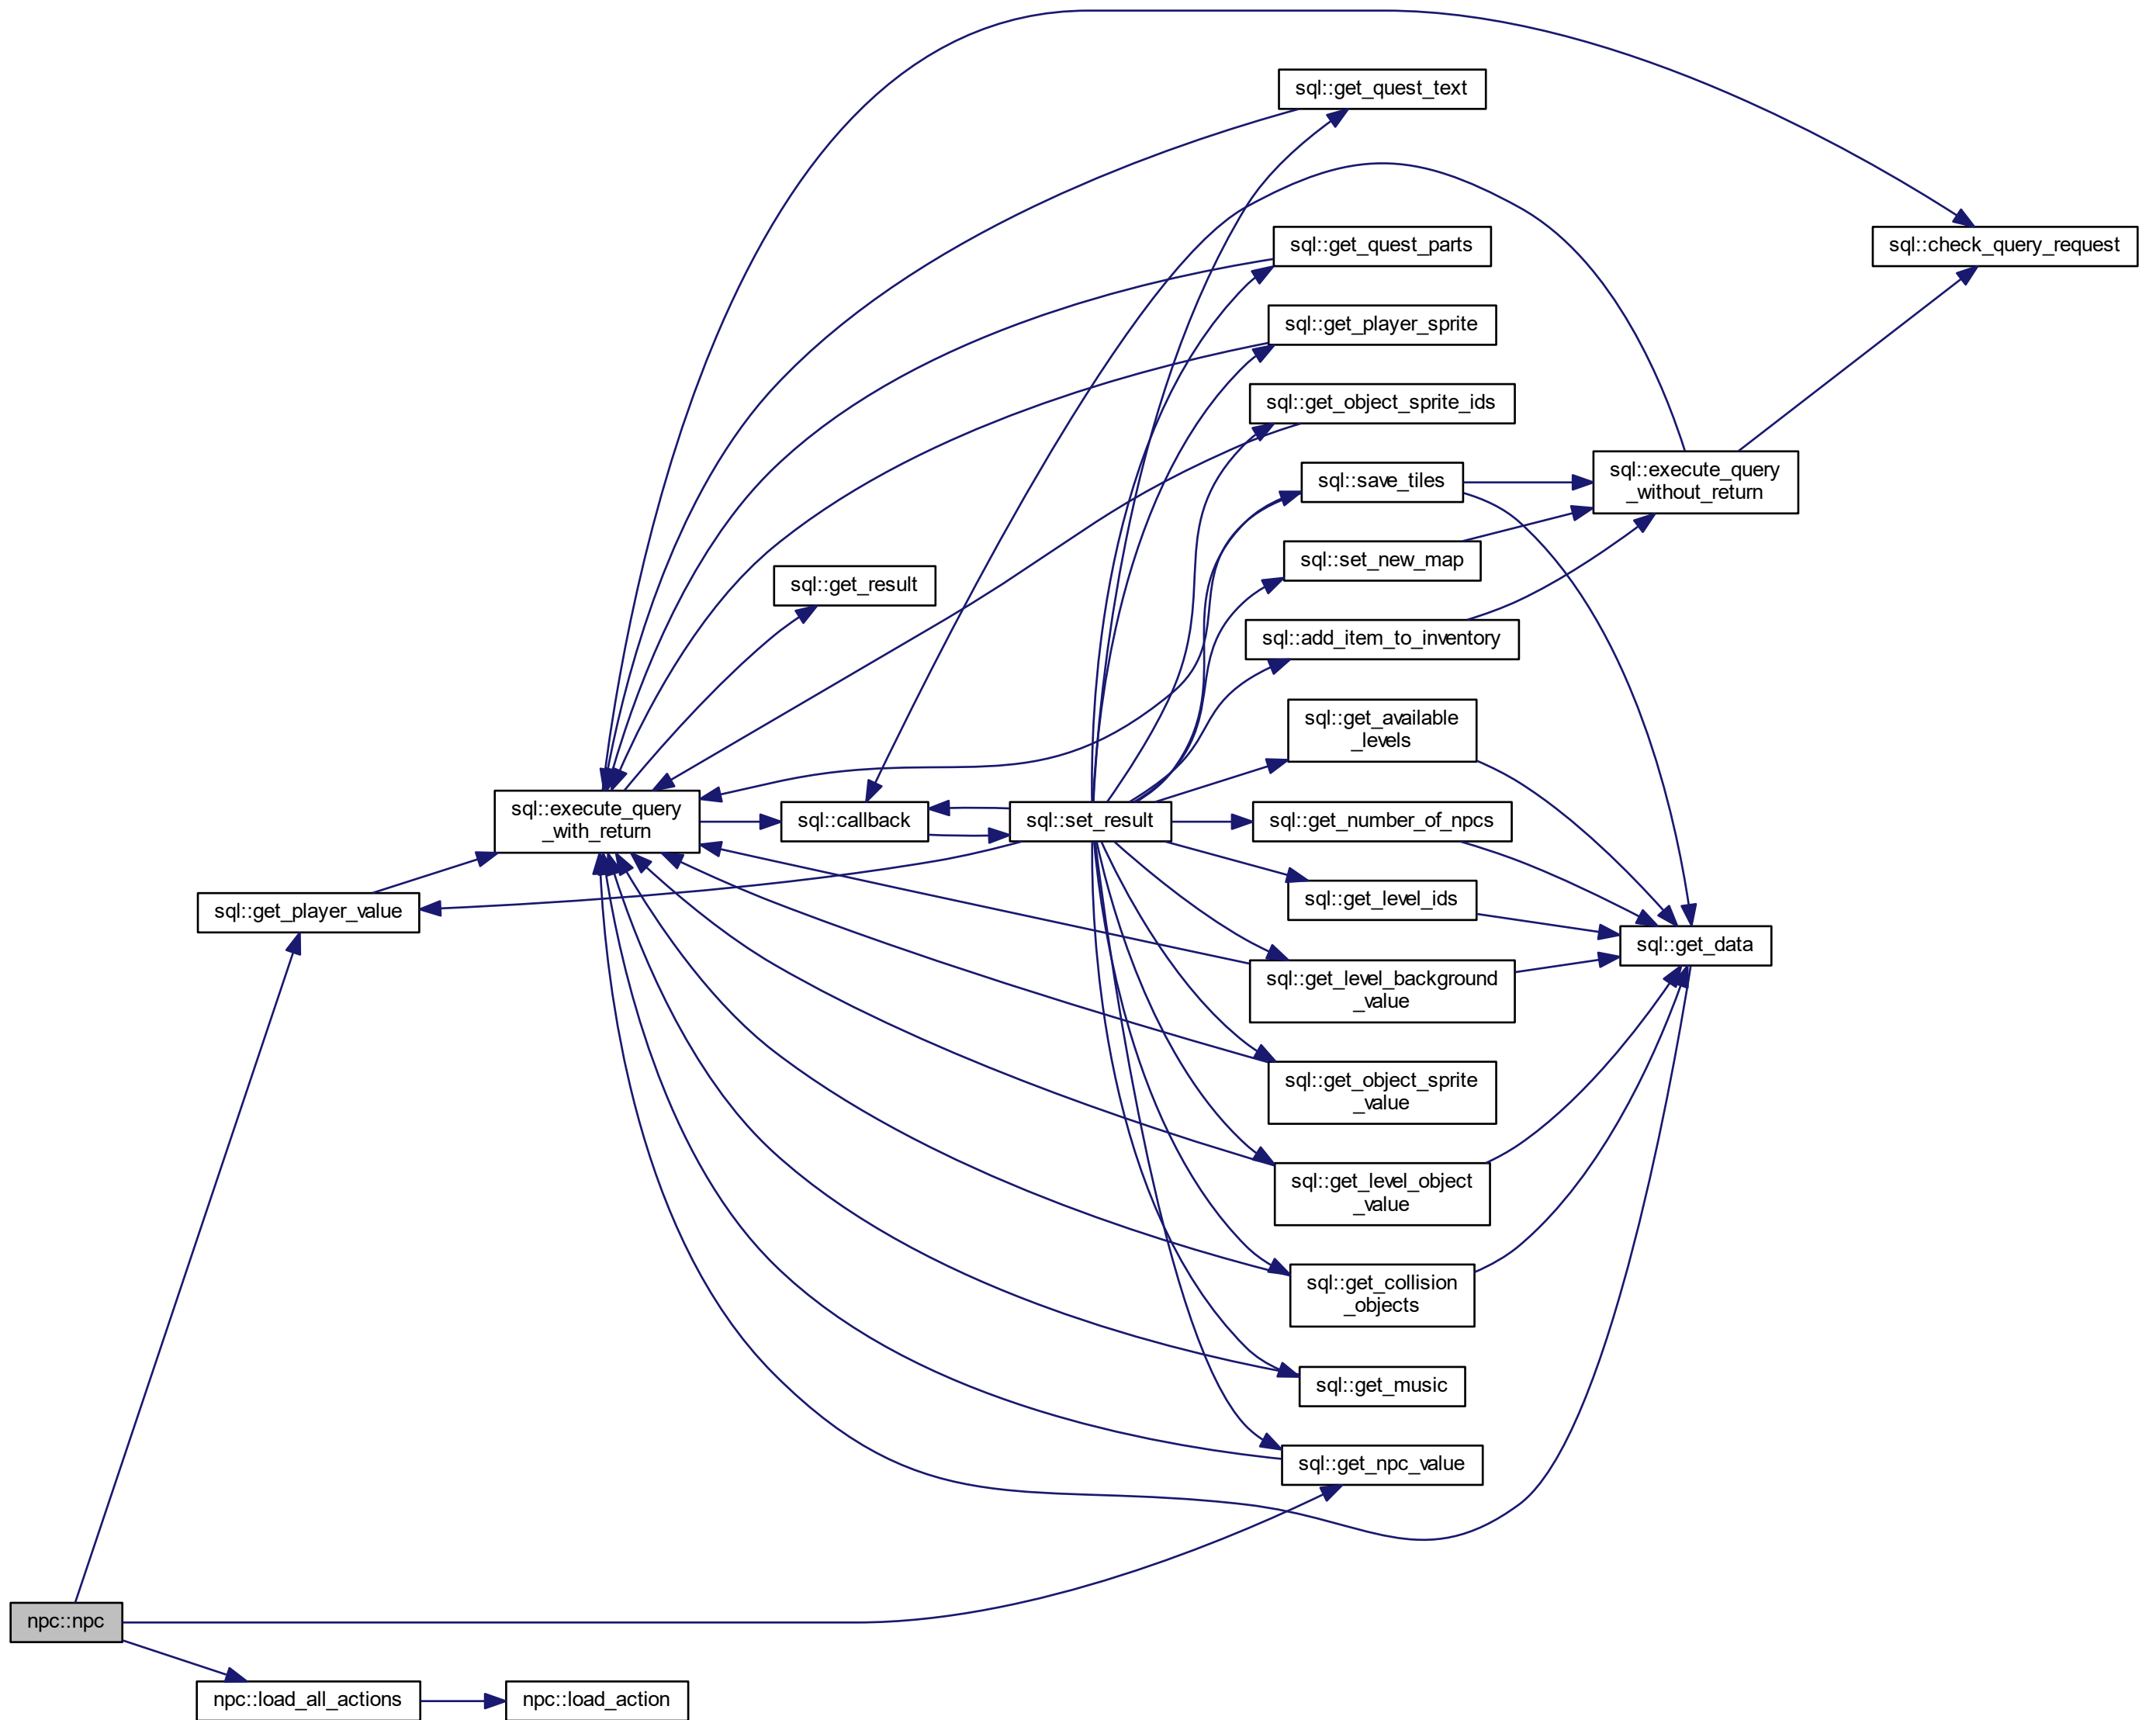 sql::get_quest_text
sql::get_quest_parts
sql::check_query_request
sql::get_player_sprite
sql::get_object_sprite_ids
sql::save_tiles
sql::execute_query
_without_return
sql::set_new_map
sql::get_result
sql::add_item_to_inventory
sql::get_available
_levels
sql::execute_query
_with_return
sql::callback
sql::set_result
sql::get_number_of_npcs
sql::get_player_value
sql::get_level_ids
sql::get_data
sql::get_level_background
_value
sql::get_object_sprite
_value
sql::get_level_object
_value
sql::get_collision
_objects
sql::get_music
sql::get_npc_value
npc::npc
npc::load_all_actions
npc::load_action